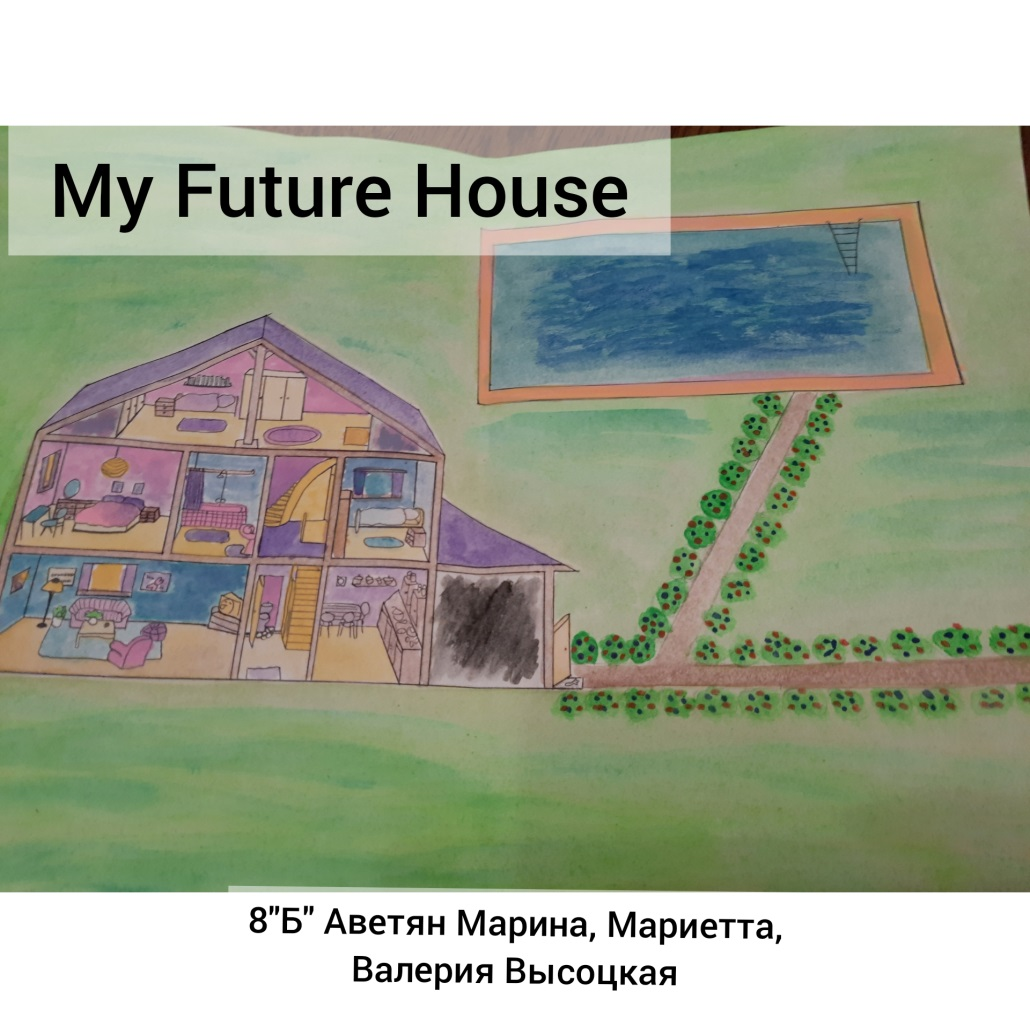 My Future House
8"Б" Аветян Марина, Мариетта,
Валерия Высоцкая